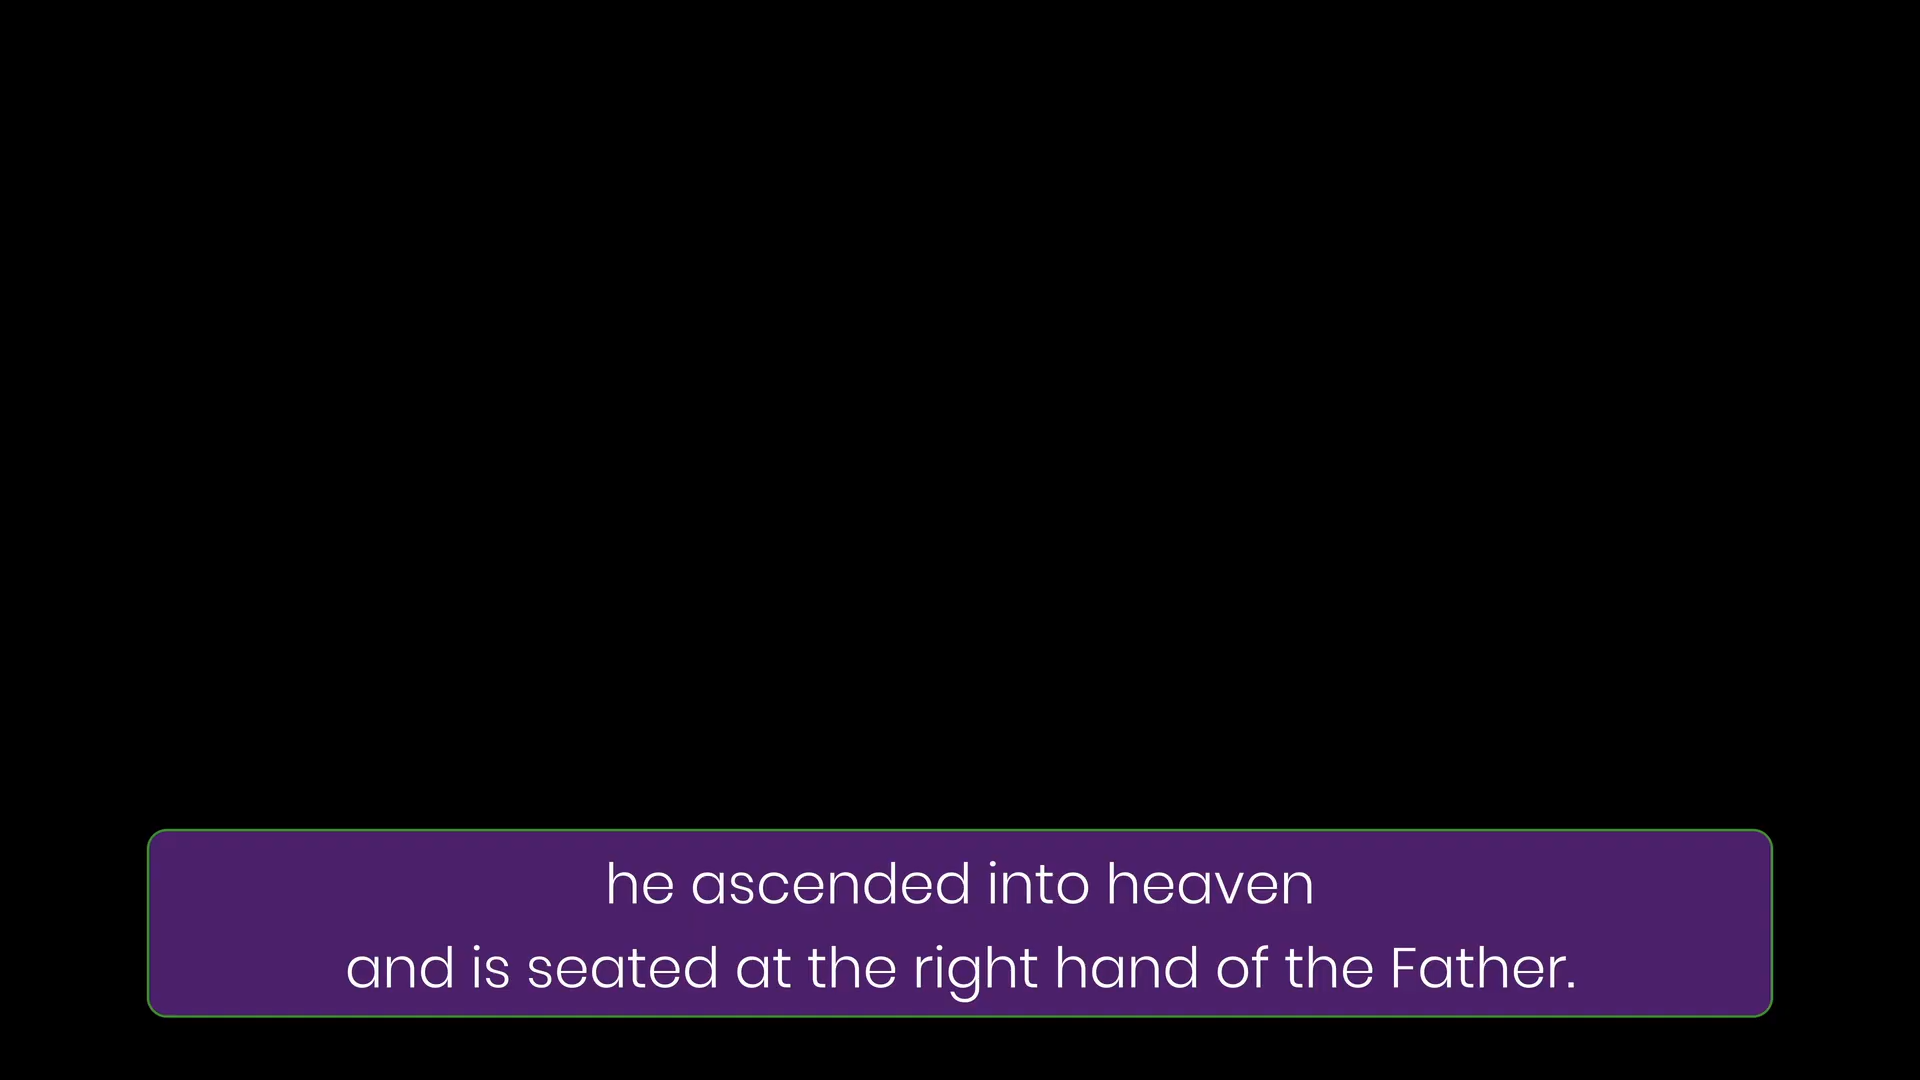 he ascended into heaven
and is seated at the right hand of the Father.